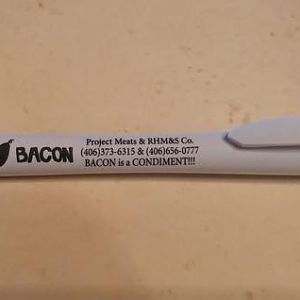 BACON
Project Meats & RHM&S Co.
(406)373-6315 & (406)656-0777
BACON is a CONDIMENT!!!